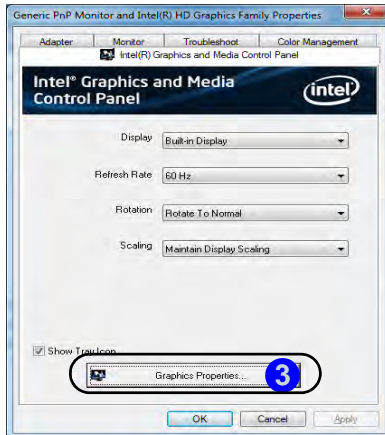 Generic PnP Monitor and Intel(R) HD Graphics Family Properties
Adapter Monitor Troubleshoot Color Management
Intel(R) Graphics and Media Control Panel
Intel® Graphics and Media
Control Panel
intel
Display Built-in Display
Refresh Rate 60 Hz
Rotation Rotate To Normal
Scaling Maintain Display Scaling
Show Tray Icon
Graphics Properties... 3
OK Cancel Apply